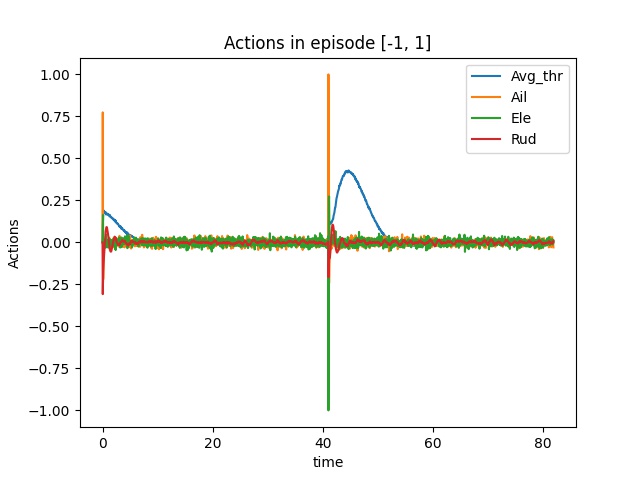 Actions in episode [-1, 1]
Avg_thr
Ail
Ele
Rud
1.00
0.75
0.50
0.25
0.00
−0.25
−0.50
−0.75
−1.00
Actions
0 20 40 60 80
time